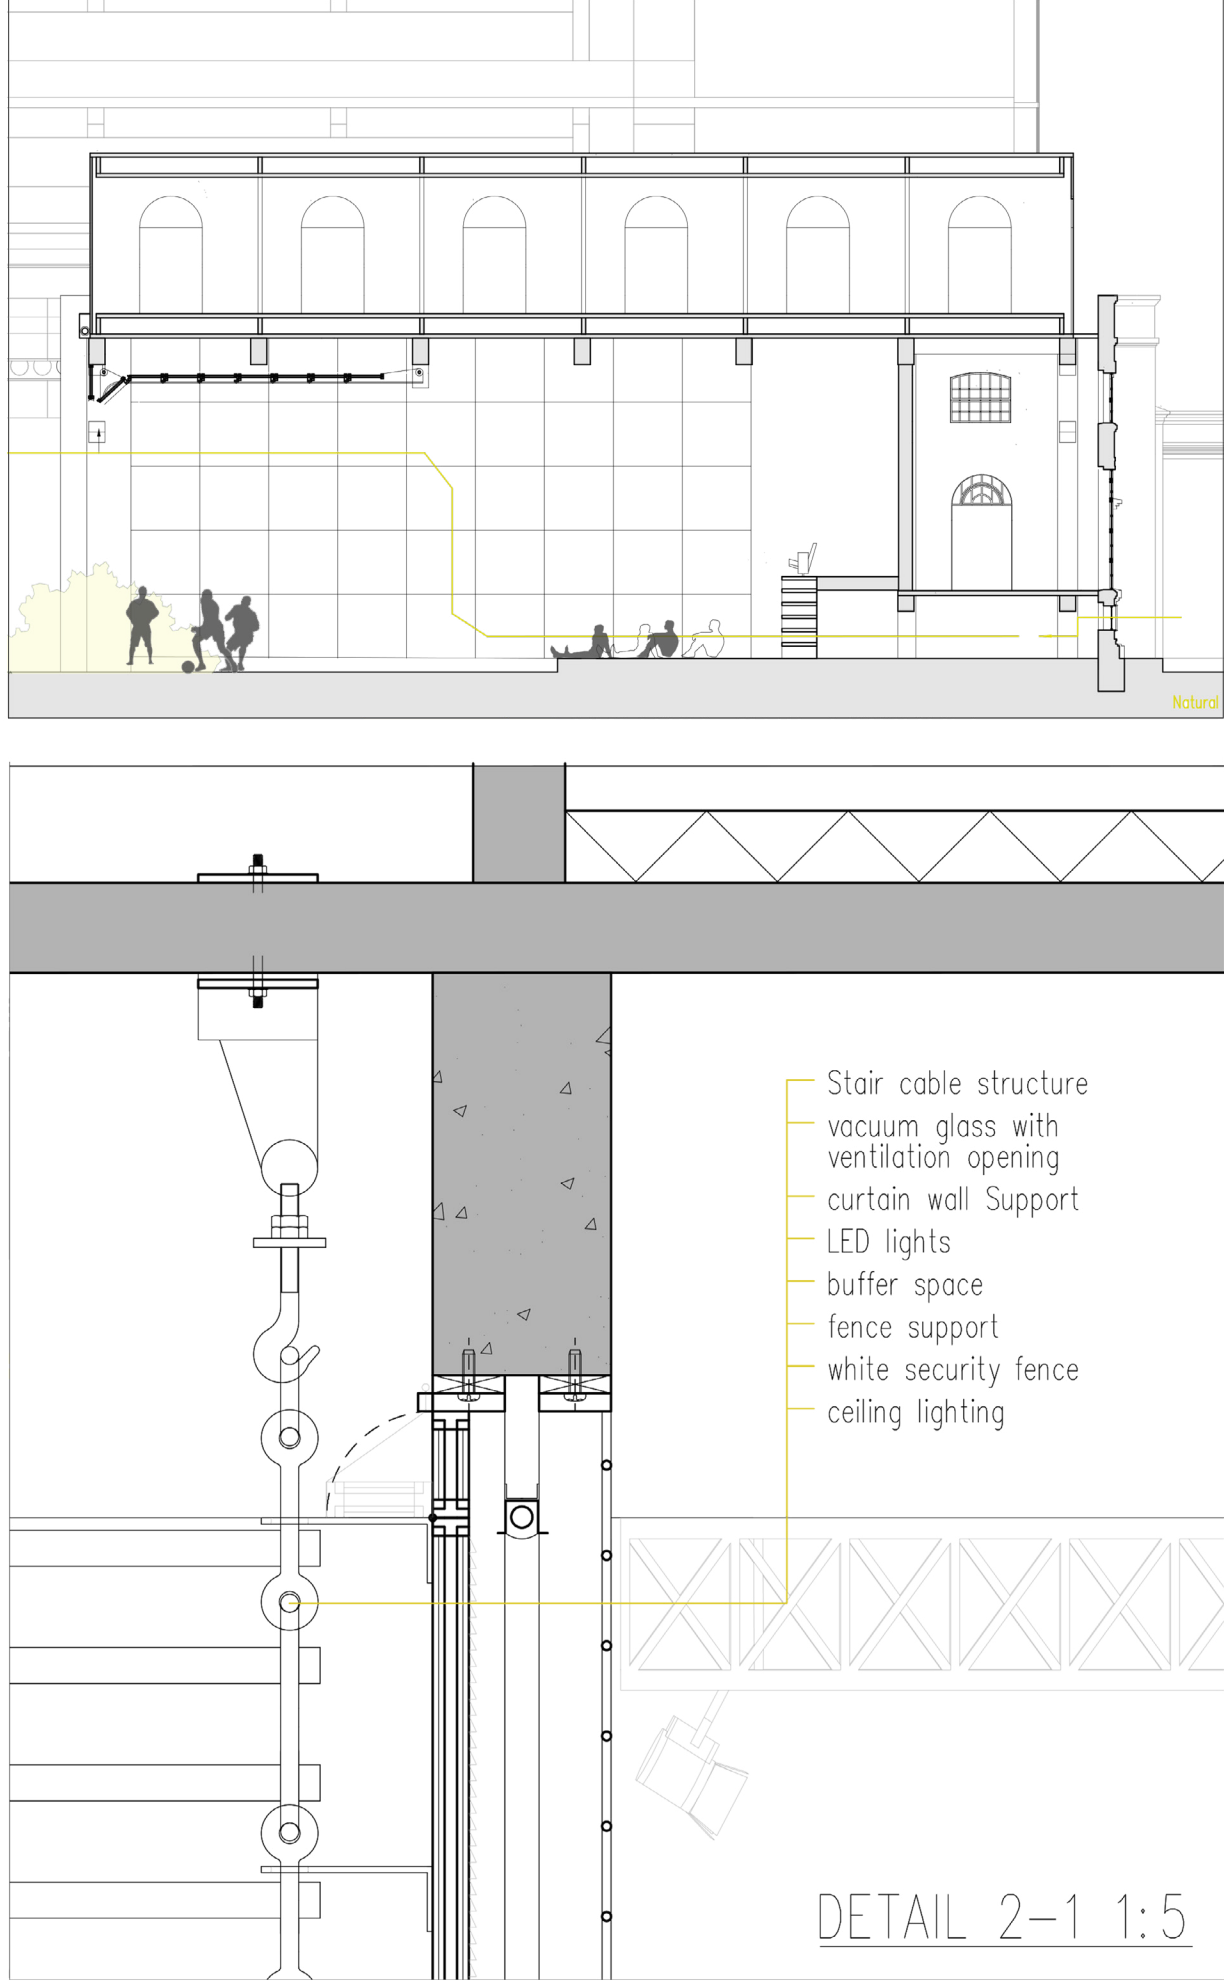 Natural
Stair cable structure
vacuum glass with
ventilation opening
curtain wall Support
LED lights
buffer space
fence support
white security fence
ceiling lighting
DETAIL 2-1 1:5